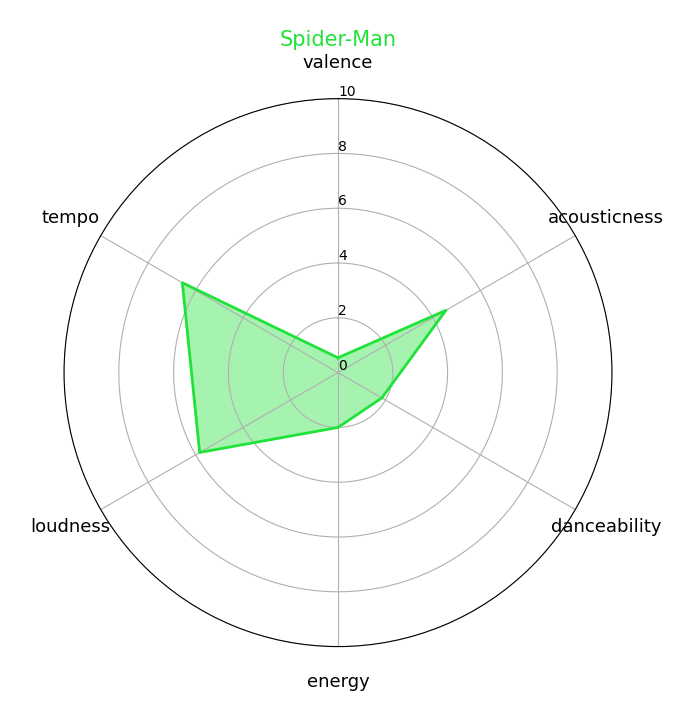 Spider-Man
valence
10
8
6
4
2
0
tempo
acousticness
loudness
danceability
energy